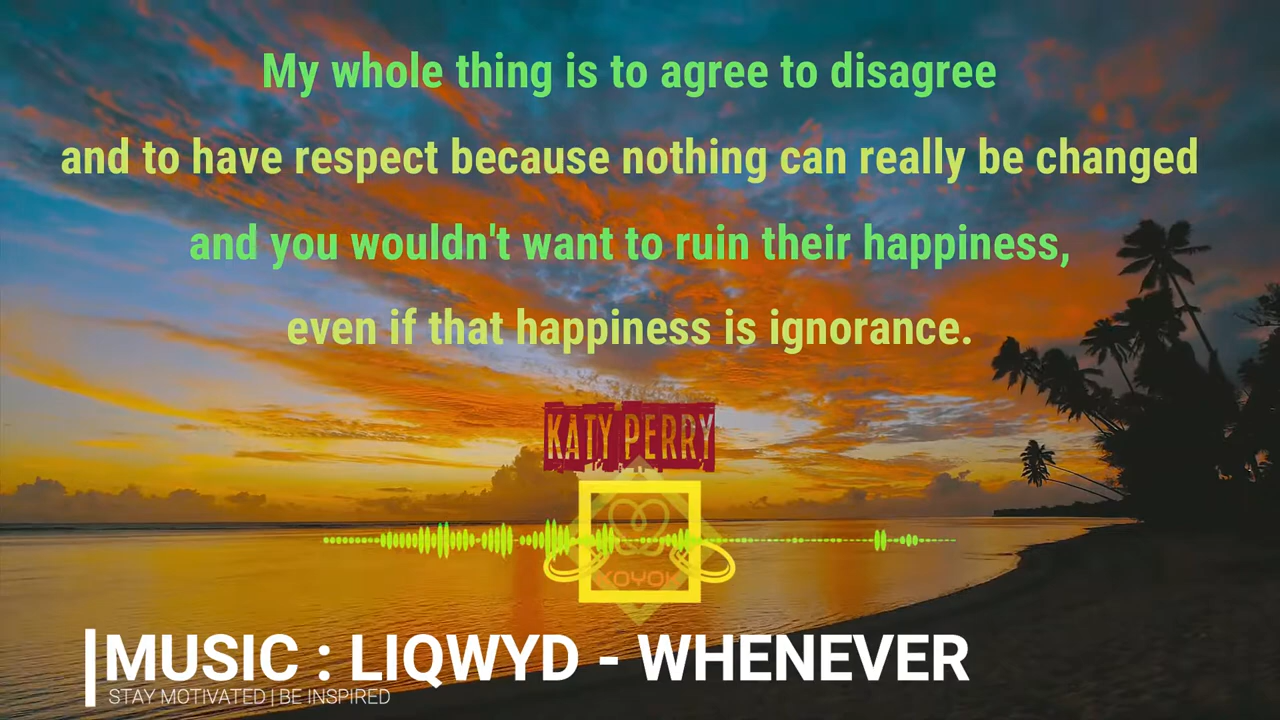 My whole thing is to agree to disagree
and to have respect because nothing can really be changed
and you wouldn't want to ruin their happiness,
even if that happiness is ignorance.
KATY PERRY
XOYOK
MUSIC : LIQWYD - WHENEVER
STAY MOTIVATED | BE INSPIRED